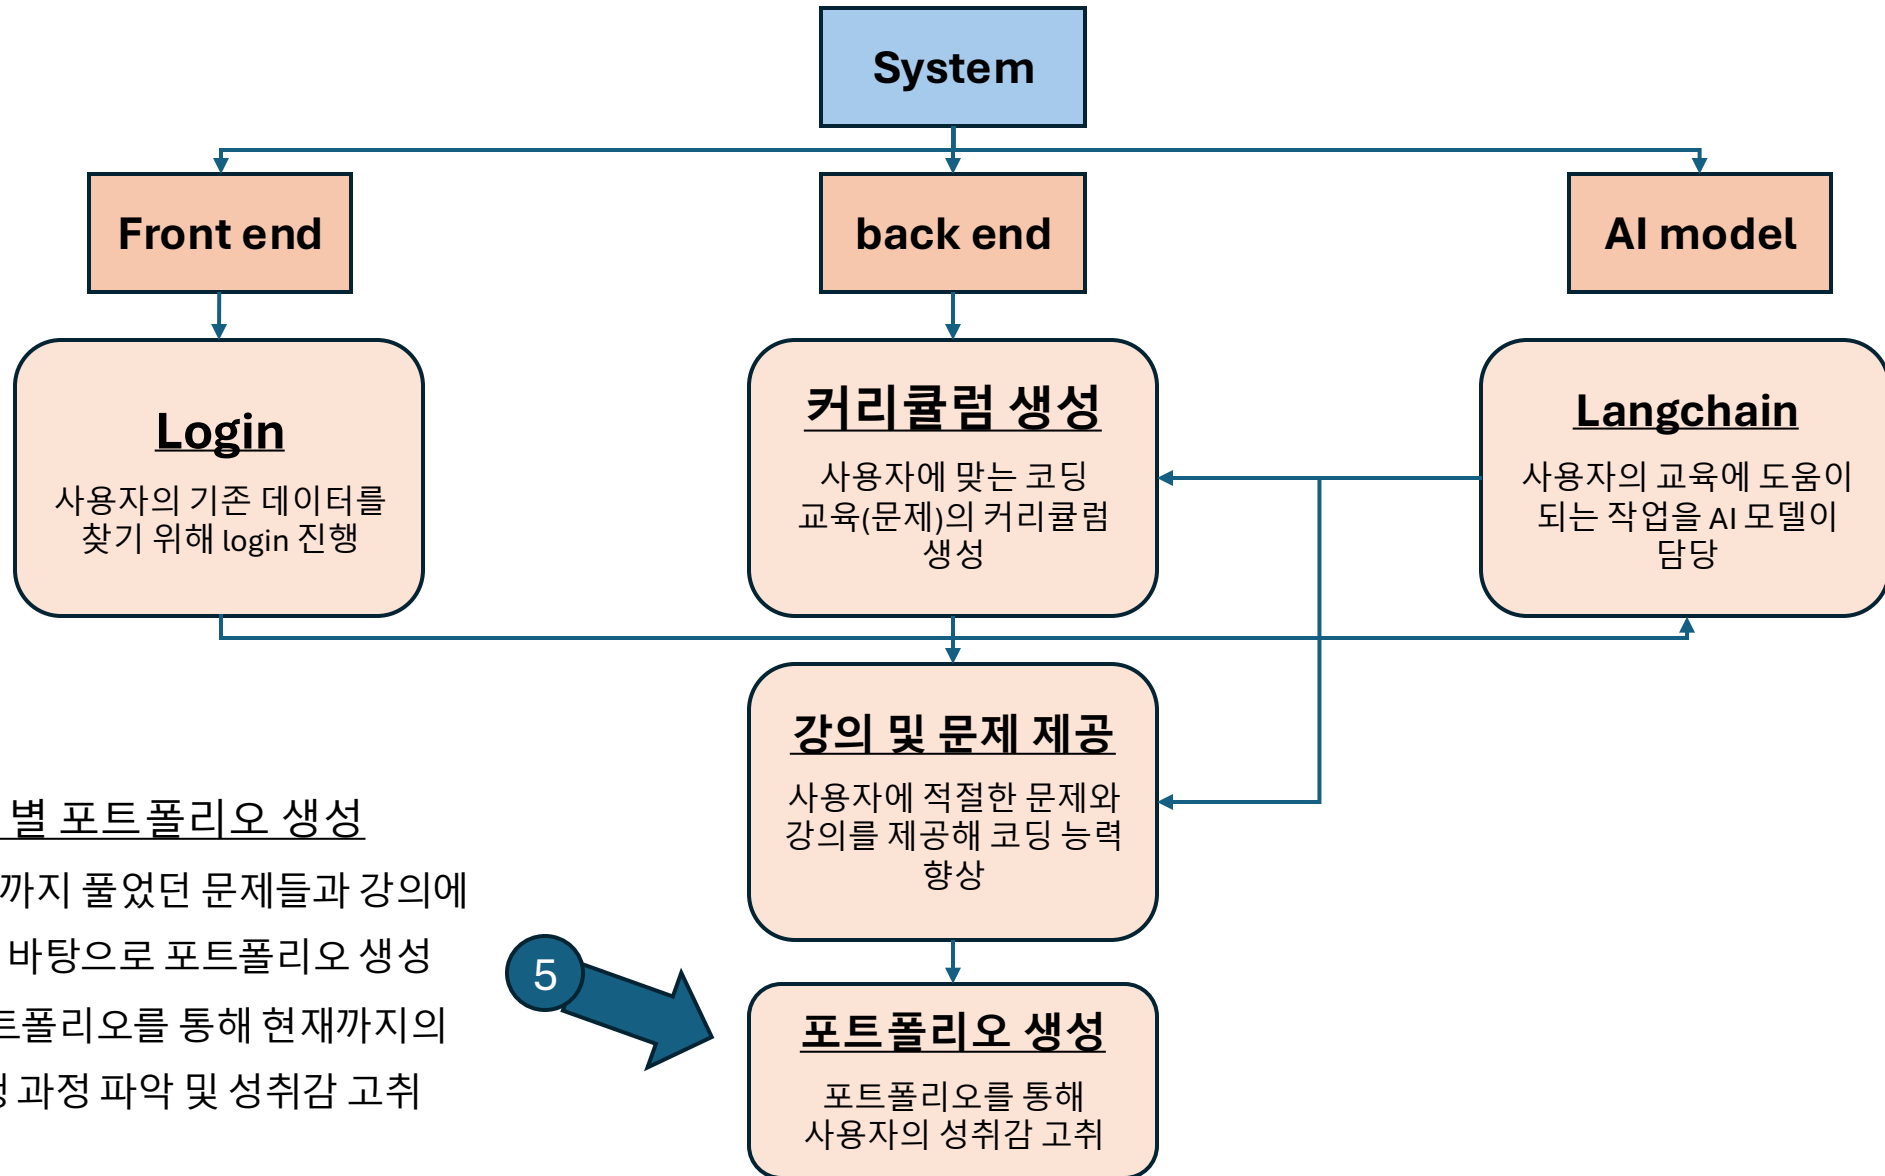 System
Front end
back end
AI model
Login
사용자의 기존 데이터를
찾기 위해 login 진행
커리큘럼 생성
사용자에 맞는 코딩
교육(문제)의 커리큘럼
생성
Langchain
사용자의 교육에 도움이
되는 작업을 AI 모델이
담당
강의 및 문제 제공
사용자에 적절한 문제와
강의를 제공해 코딩 능력
향상
별 포트폴리오 생성
까지 풀었던 문제들과 강의에
바탕으로 포트폴리오 생성
트폴리오를 통해 현재까지의
과정 파악 및 성취감 고취
5
포트폴리오 생성
포트폴리오를 통해
사용자의 성취감 고취